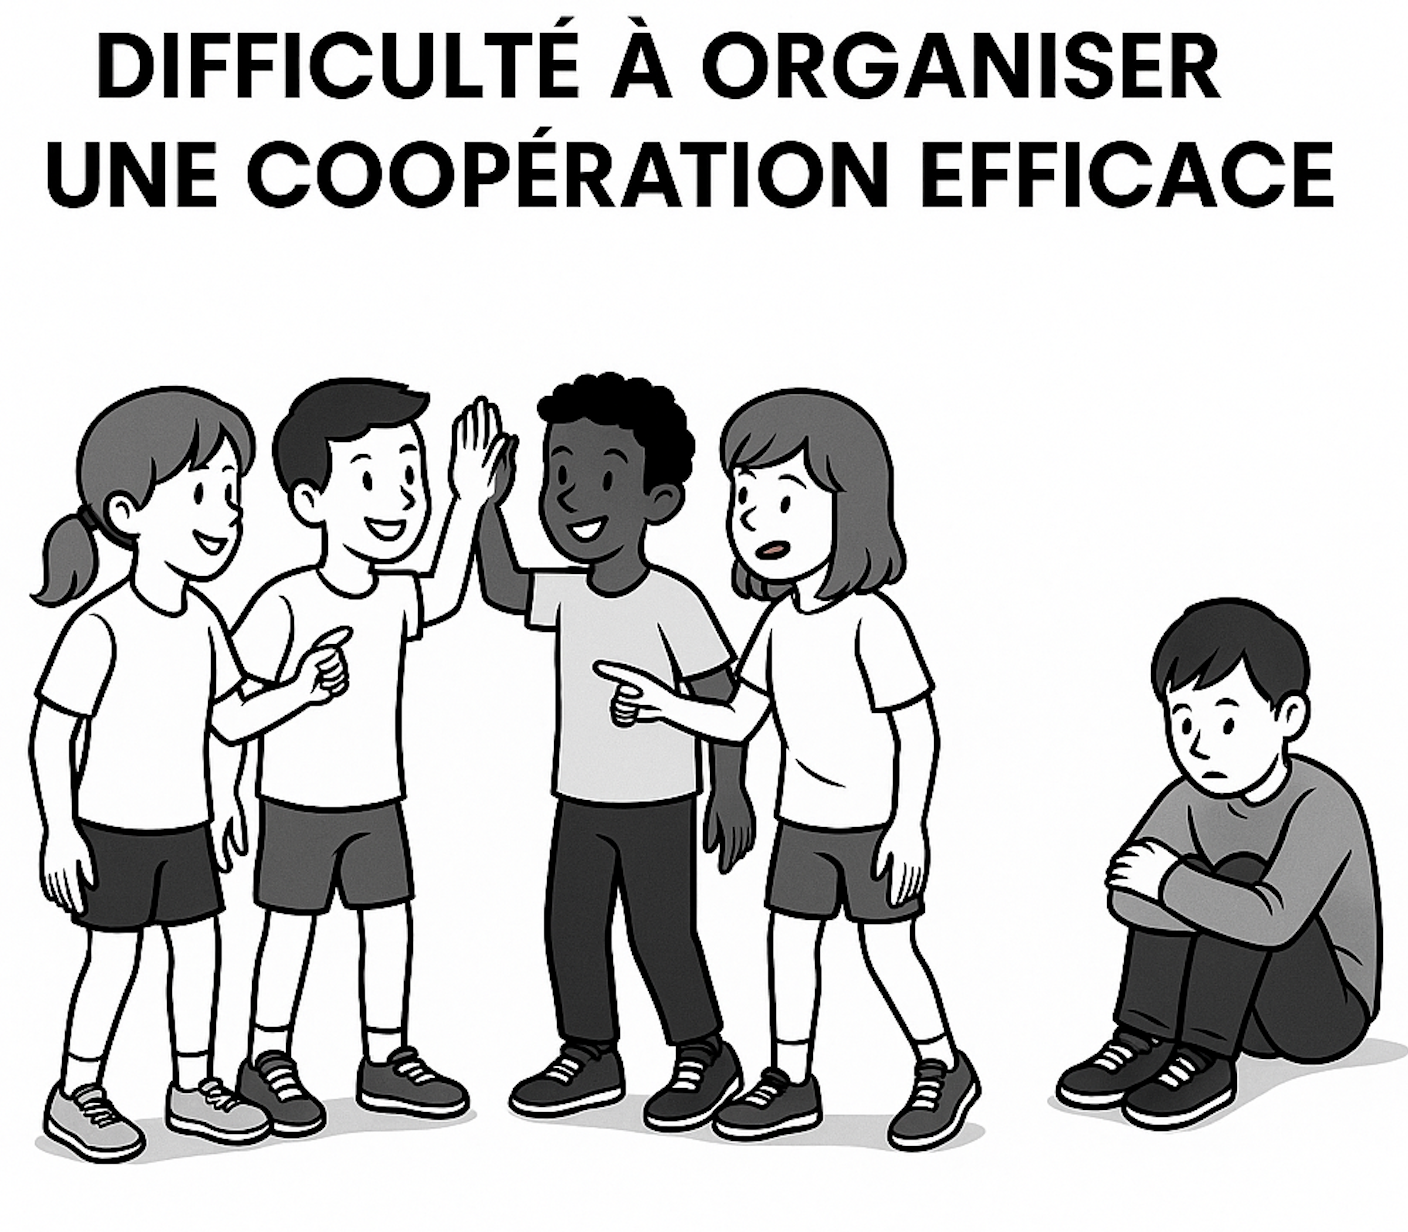 DIFFICULTÉ À ORGANISER
UNE COOPÉRATION EFFICACE